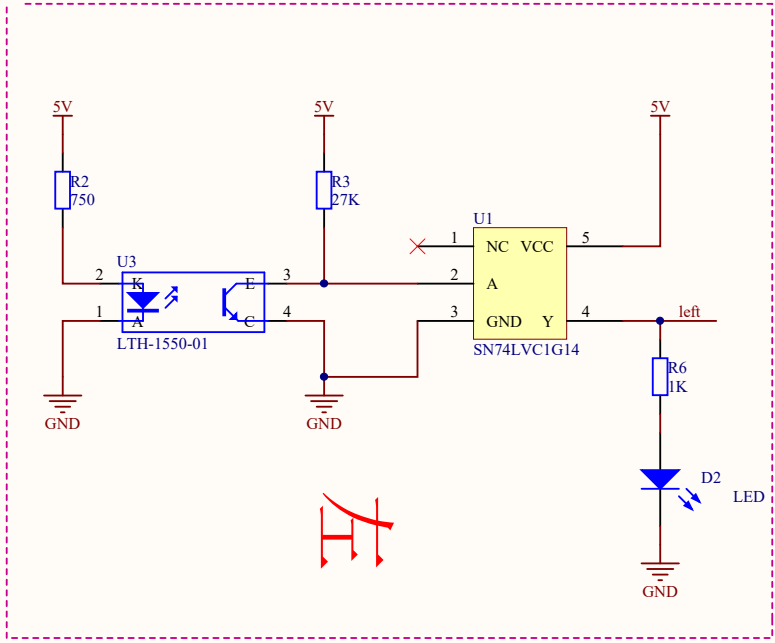 5V
5V
5V
R2
750
R3
27K
U1
1
NC
VCC
5
U3
2
K
E
3
2
A
1
A
C
4
3
GND
Y
4
left
LTH-1550-01
SN74LVC1G14
R6
1K
GND
GND
D2
LED
GND